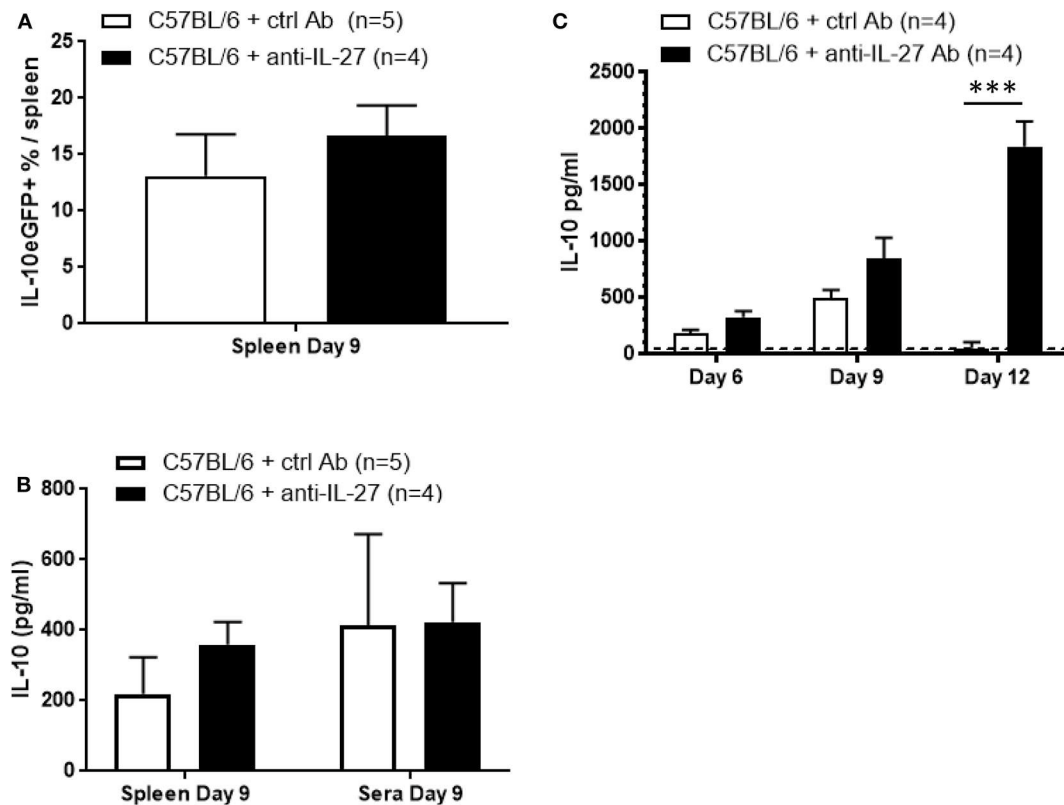 A
C57BL/6 + ctrl Ab (n=5)
C57BL/6 + anti-IL-27 (n=4)
IL-10eGFP+ % / spleen
25
20
15
10
5
0
Spleen Day 9
B
C57BL/6 + ctrl Ab (n=5)
C57BL/6 + anti-IL-27 (n=4)
IL-10 (pg/ml)
800
600
400
200
0
Spleen Day 9
Sera Day 9
C
C57BL/6 + ctrl Ab (n=4)
C57BL/6 + anti-IL-27 Ab (n=4)
IL-10 pg/ml
2500
2000
1500
1000
500
0
***
Day 6
Day 9
Day 12